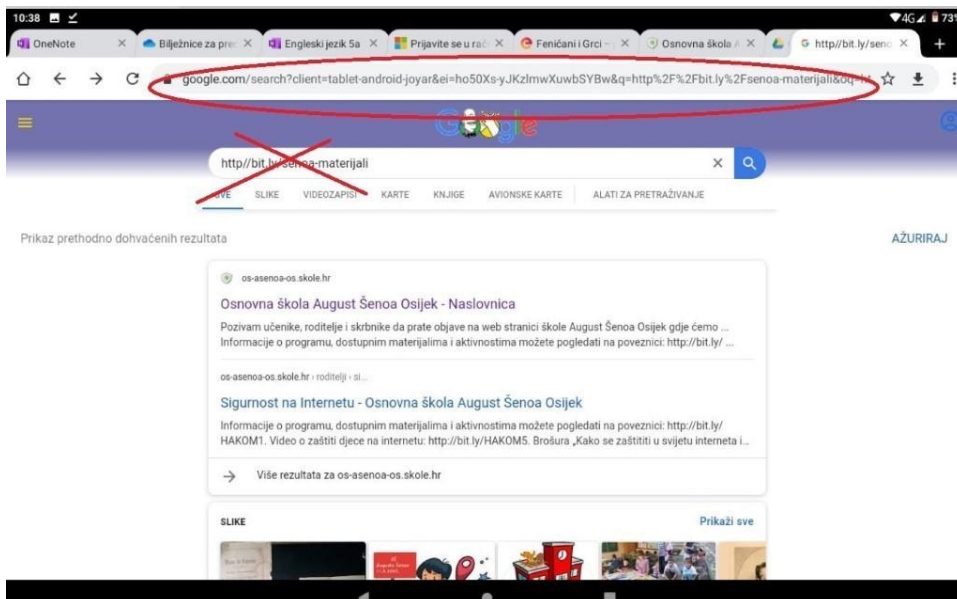 10:38 4G 73%
OneNote Bilježnice za pre Engleski jezik 5a Prijavite se u rač Feničani i Grci – Osnovna škola A http//bit.ly/seno
google.com/search?client=tablet-android-joyar&ei=ho50Xs-yJKzlmwXuwbSYBw&q=http%2F%2Fbit.ly%2Fsenoa-materijali&oq=ht
Google
http//bit.ly/senoa-materijali
SVE SLIKE VIDEOZAPISI KARTE KNJIGE AVIONSKE KARTE ALATI ZA PRETRAŽIVANJE
Prikaz prethodno dohvaćenih rezultata AŽURIRAJ
os-asenoa-os.skole.hr
Osnovna škola August Šenoa Osijek - Naslovnica
Pozivam učenike, roditelje i skrbnike da prate objave na web stranici škole August Šenoa Osijek gdje ćemo ...
Informacije o programu, dostupnim materijalima i aktivnostima možete pogledati na poveznici: http://bit.ly/ ...
os-asenoa-os.skole.hr › roditelji › si...
Sigurnost na Internetu - Osnovna škola August Šenoa Osijek
Informacije o programu, dostupnim materijalima i aktivnostima možete pogledati na poveznici: http://bit.ly/
HAKOM1. Video o zaštiti djece na internetu: http://bit.ly/HAKOM5. Brošura „Kako se zaštititi u svijetu interneta i...
Više rezultata za os-asenoa-os.skole.hr
SLIKE Prikaži sve